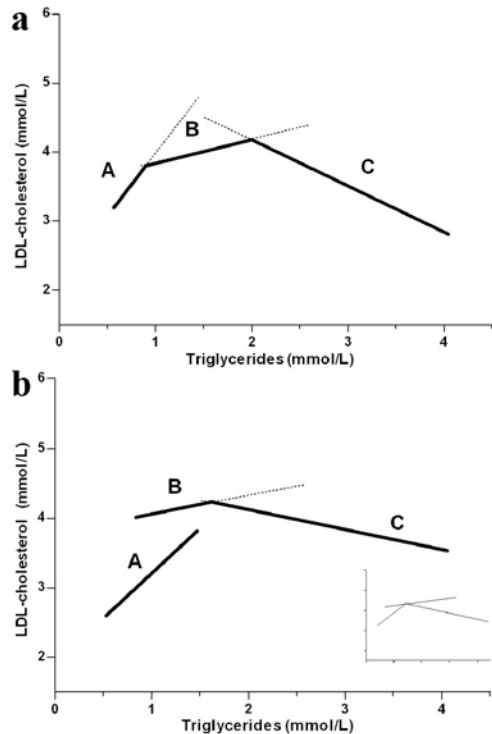 a
6
5
4
3
2
LDL-cholesterol (mmol/L)
A
B
C
0
1
2
3
4
Triglycerides (mmol/L)
b
6
5
4
3
2
LDL-cholesterol (mmol/L)
B
A
C
0
1
2
3
4
Triglycerides (mmol/L)